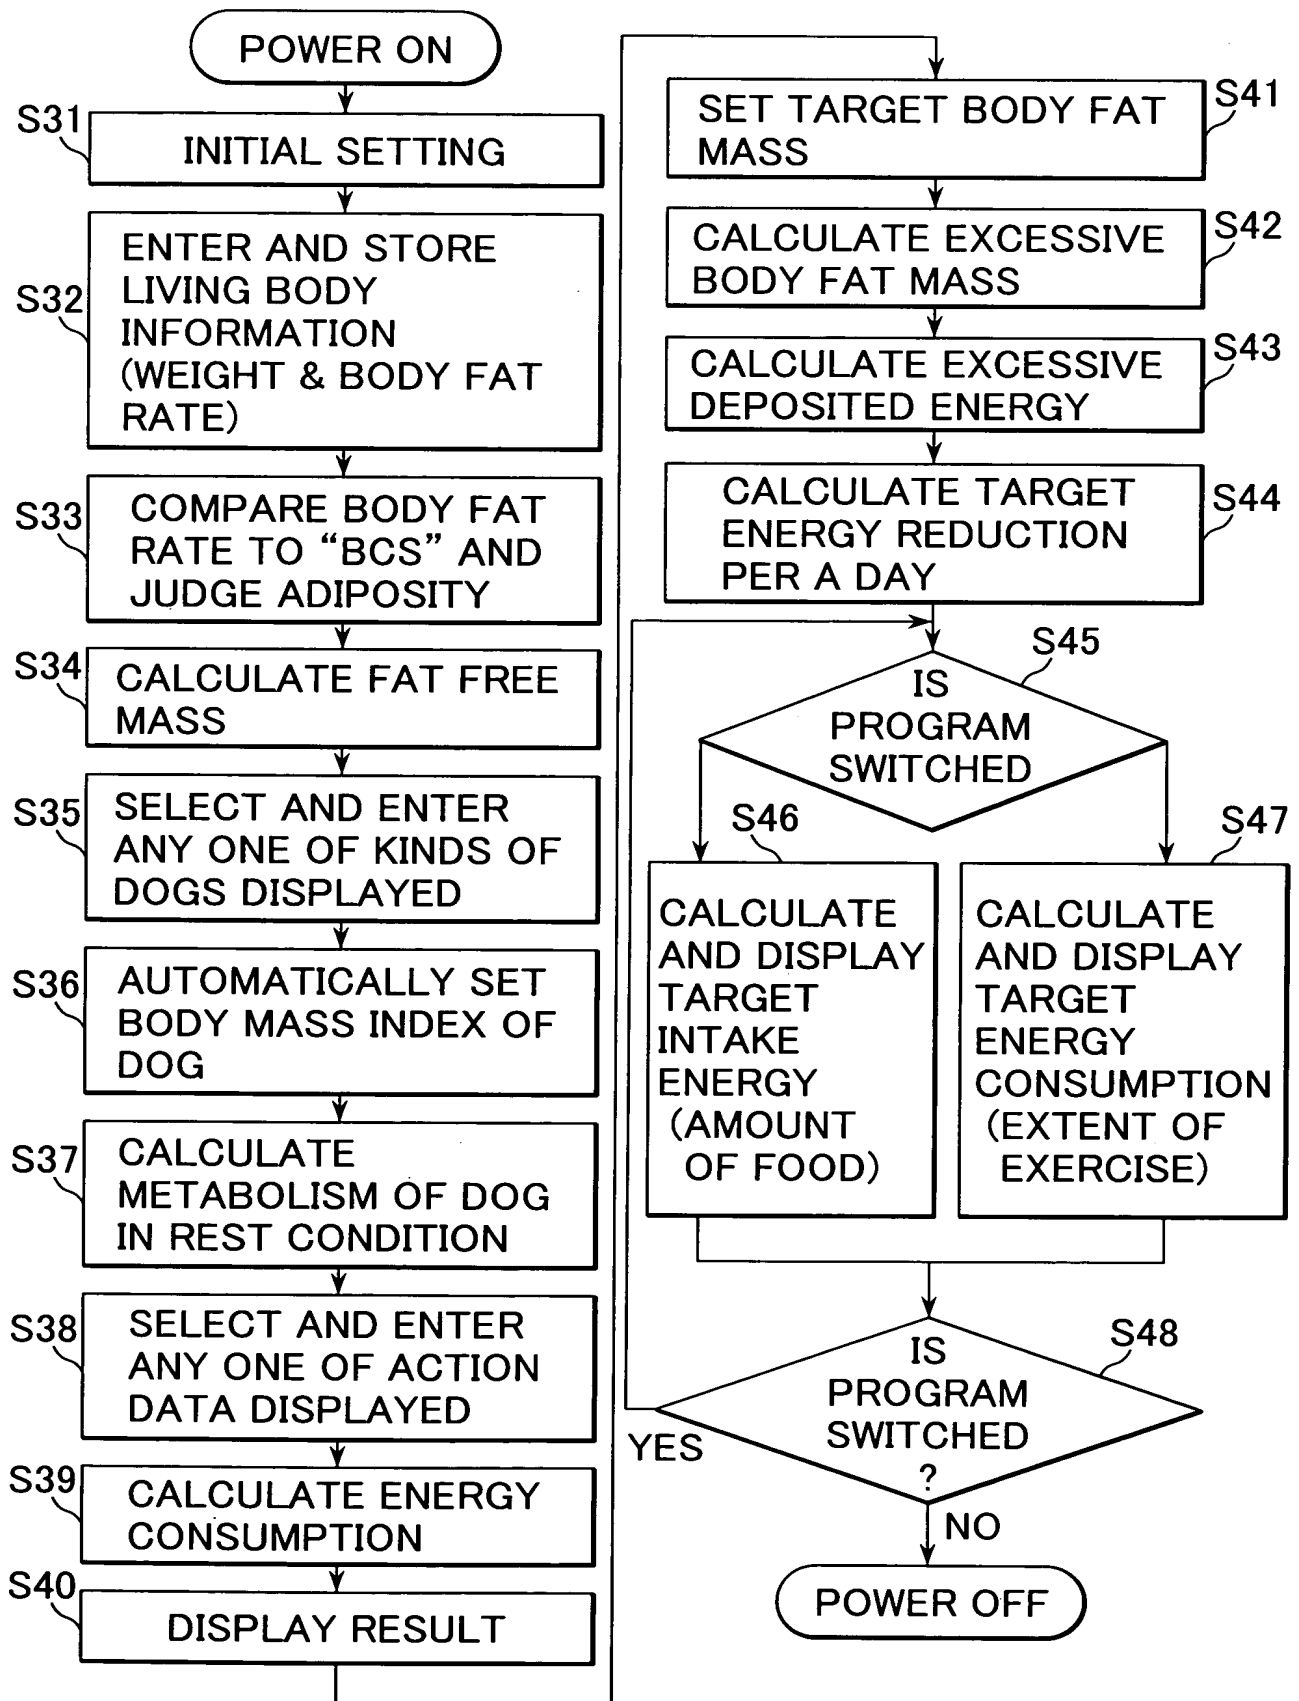 POWER ON
S31
INITIAL SETTING
S32
ENTER AND STORE
LIVING BODY
INFORMATION
(WEIGHT & BODY FAT
RATE)
S33
COMPARE BODY FAT
RATE TO “BCS” AND
JUDGE ADIPOSITY
S34
CALCULATE FAT FREE
MASS
S35
SELECT AND ENTER
ANY ONE OF KINDS OF
DOGS DISPLAYED
S36
AUTOMATICALLY SET
BODY MASS INDEX OF
DOG
S37
CALCULATE
METABOLISM OF DOG
IN REST CONDITION
S38
SELECT AND ENTER
ANY ONE OF ACTION
DATA DISPLAYED
S39
CALCULATE ENERGY
CONSUMPTION
S40
DISPLAY RESULT
S41
SET TARGET BODY FAT
MASS
S42
CALCULATE EXCESSIVE
BODY FAT MASS
S43
CALCULATE EXCESSIVE
DEPOSITED ENERGY
S44
CALCULATE TARGET
ENERGY REDUCTION
PER A DAY
S45
IS
PROGRAM
SWITCHED
S46
CALCULATE
AND DISPLAY
TARGET
INTAKE
ENERGY
(AMOUNT
OF FOOD)
S47
CALCULATE
AND DISPLAY
TARGET
ENERGY
CONSUMPTION
(EXTENT OF
EXERCISE)
S48
IS
PROGRAM
SWITCHED
?
YES
NO
POWER OFF